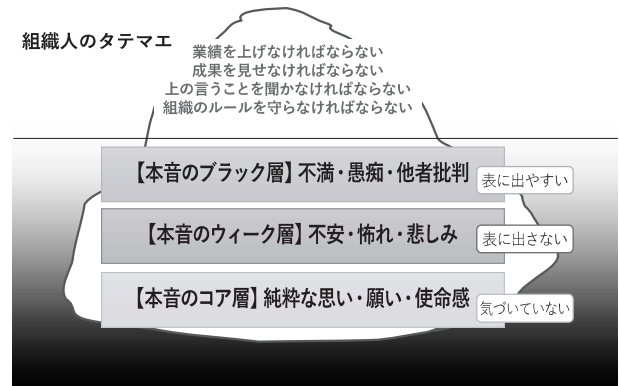 組織人のタテマエ
業績を上げなければならない
成果を見せなければならない
上の言うことを聞かなければならない
組織のルールを守らなければならない
【本音のブラック層】不満・愚痴・他者批判
表に出やすい
【本音のウィーク層】不安・怖れ・悲しみ
表に出さない
【本音のコア層】純粋な思い・願い・使命感
気づいていない